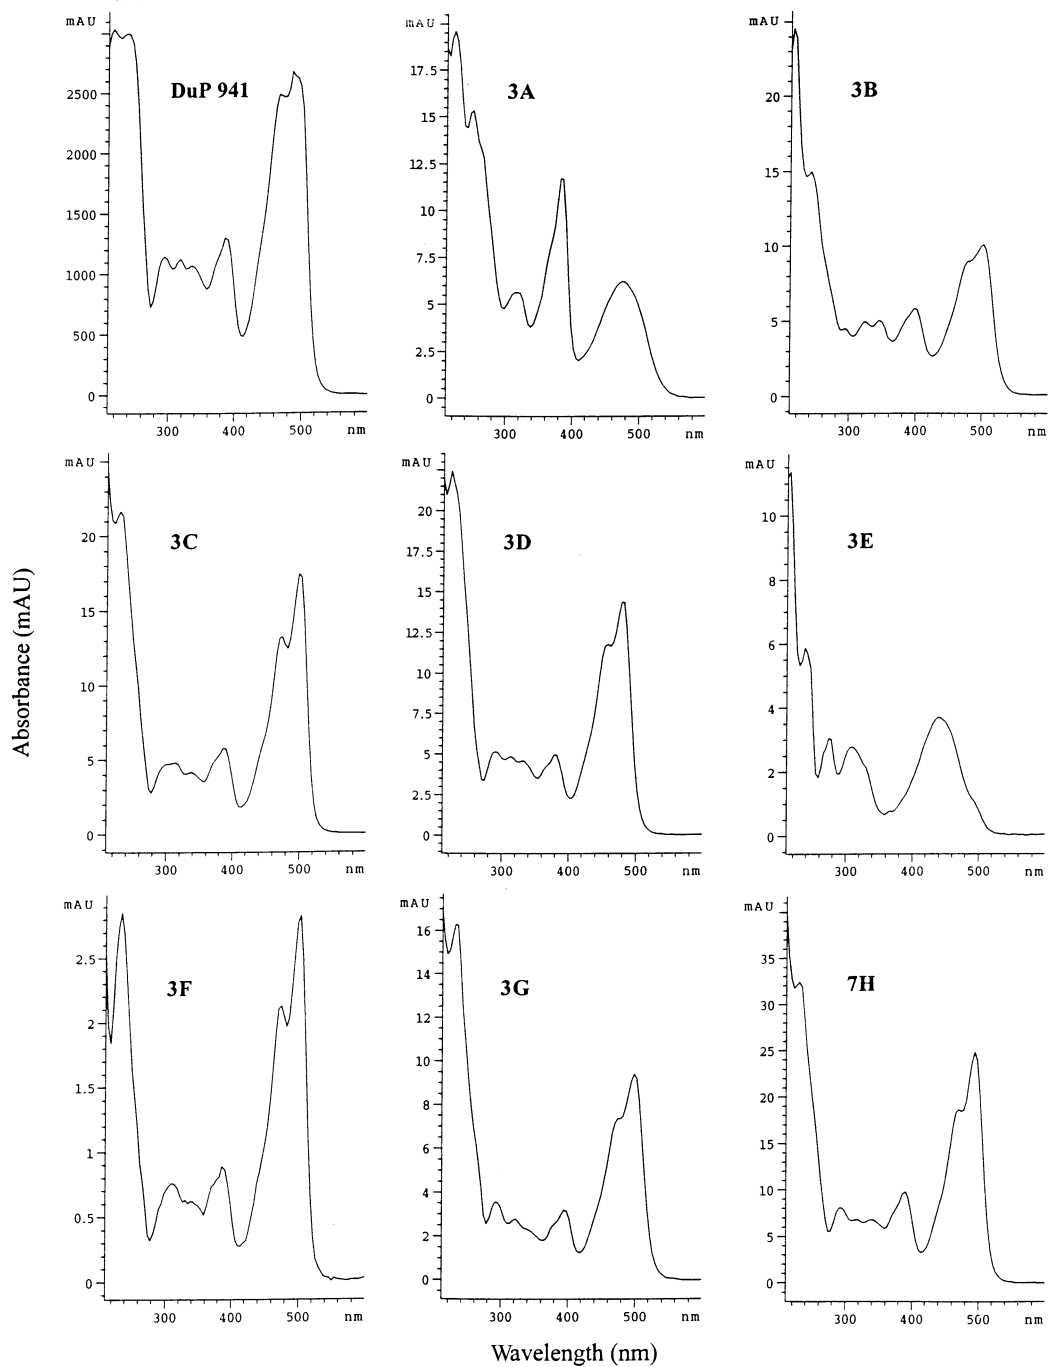 mAU
DuP 941
2500
2000
1500
1000
500
0
300 400 500 nm
mAU
3A
17.5
15
12.5
10
7.5
5
2.5
0
300 400 500 nm
mAU
3B
20
15
10
5
0
300 400 500 nm
mAU
3C
20
15
10
5
0
300 400 500 nm
mAU
3D
20
17.5
15
12.5
10
7.5
5
2.5
0
300 400 500 nm
mAU
3E
10
8
6
4
2
0
300 400 500 nm
Absorbance (mAU)
mAU
3F
2.5
2
1.5
1
0.5
0
300 400 500 nm
mAU
3G
16
14
12
10
8
6
4
2
0
300 400 500 nm
mAU
7H
35
30
25
20
15
10
5
0
300 400 500 nm
Wavelength (nm)